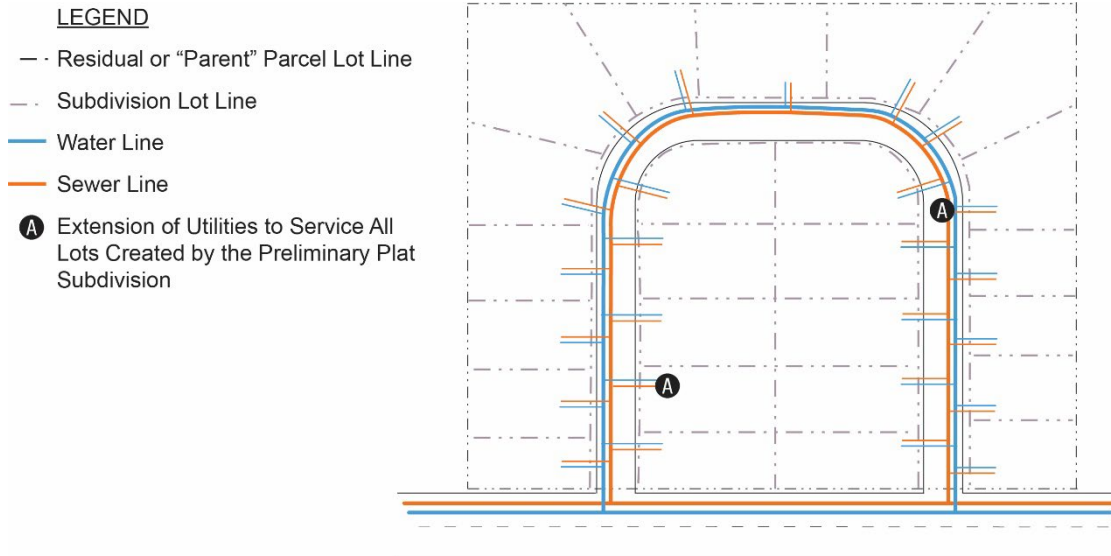 LEGEND
Residual or “Parent” Parcel Lot Line
Subdivision Lot Line
Water Line
Sewer Line
A Extension of Utilities to Service All
Lots Created by the Preliminary Plat
Subdivision
A
A